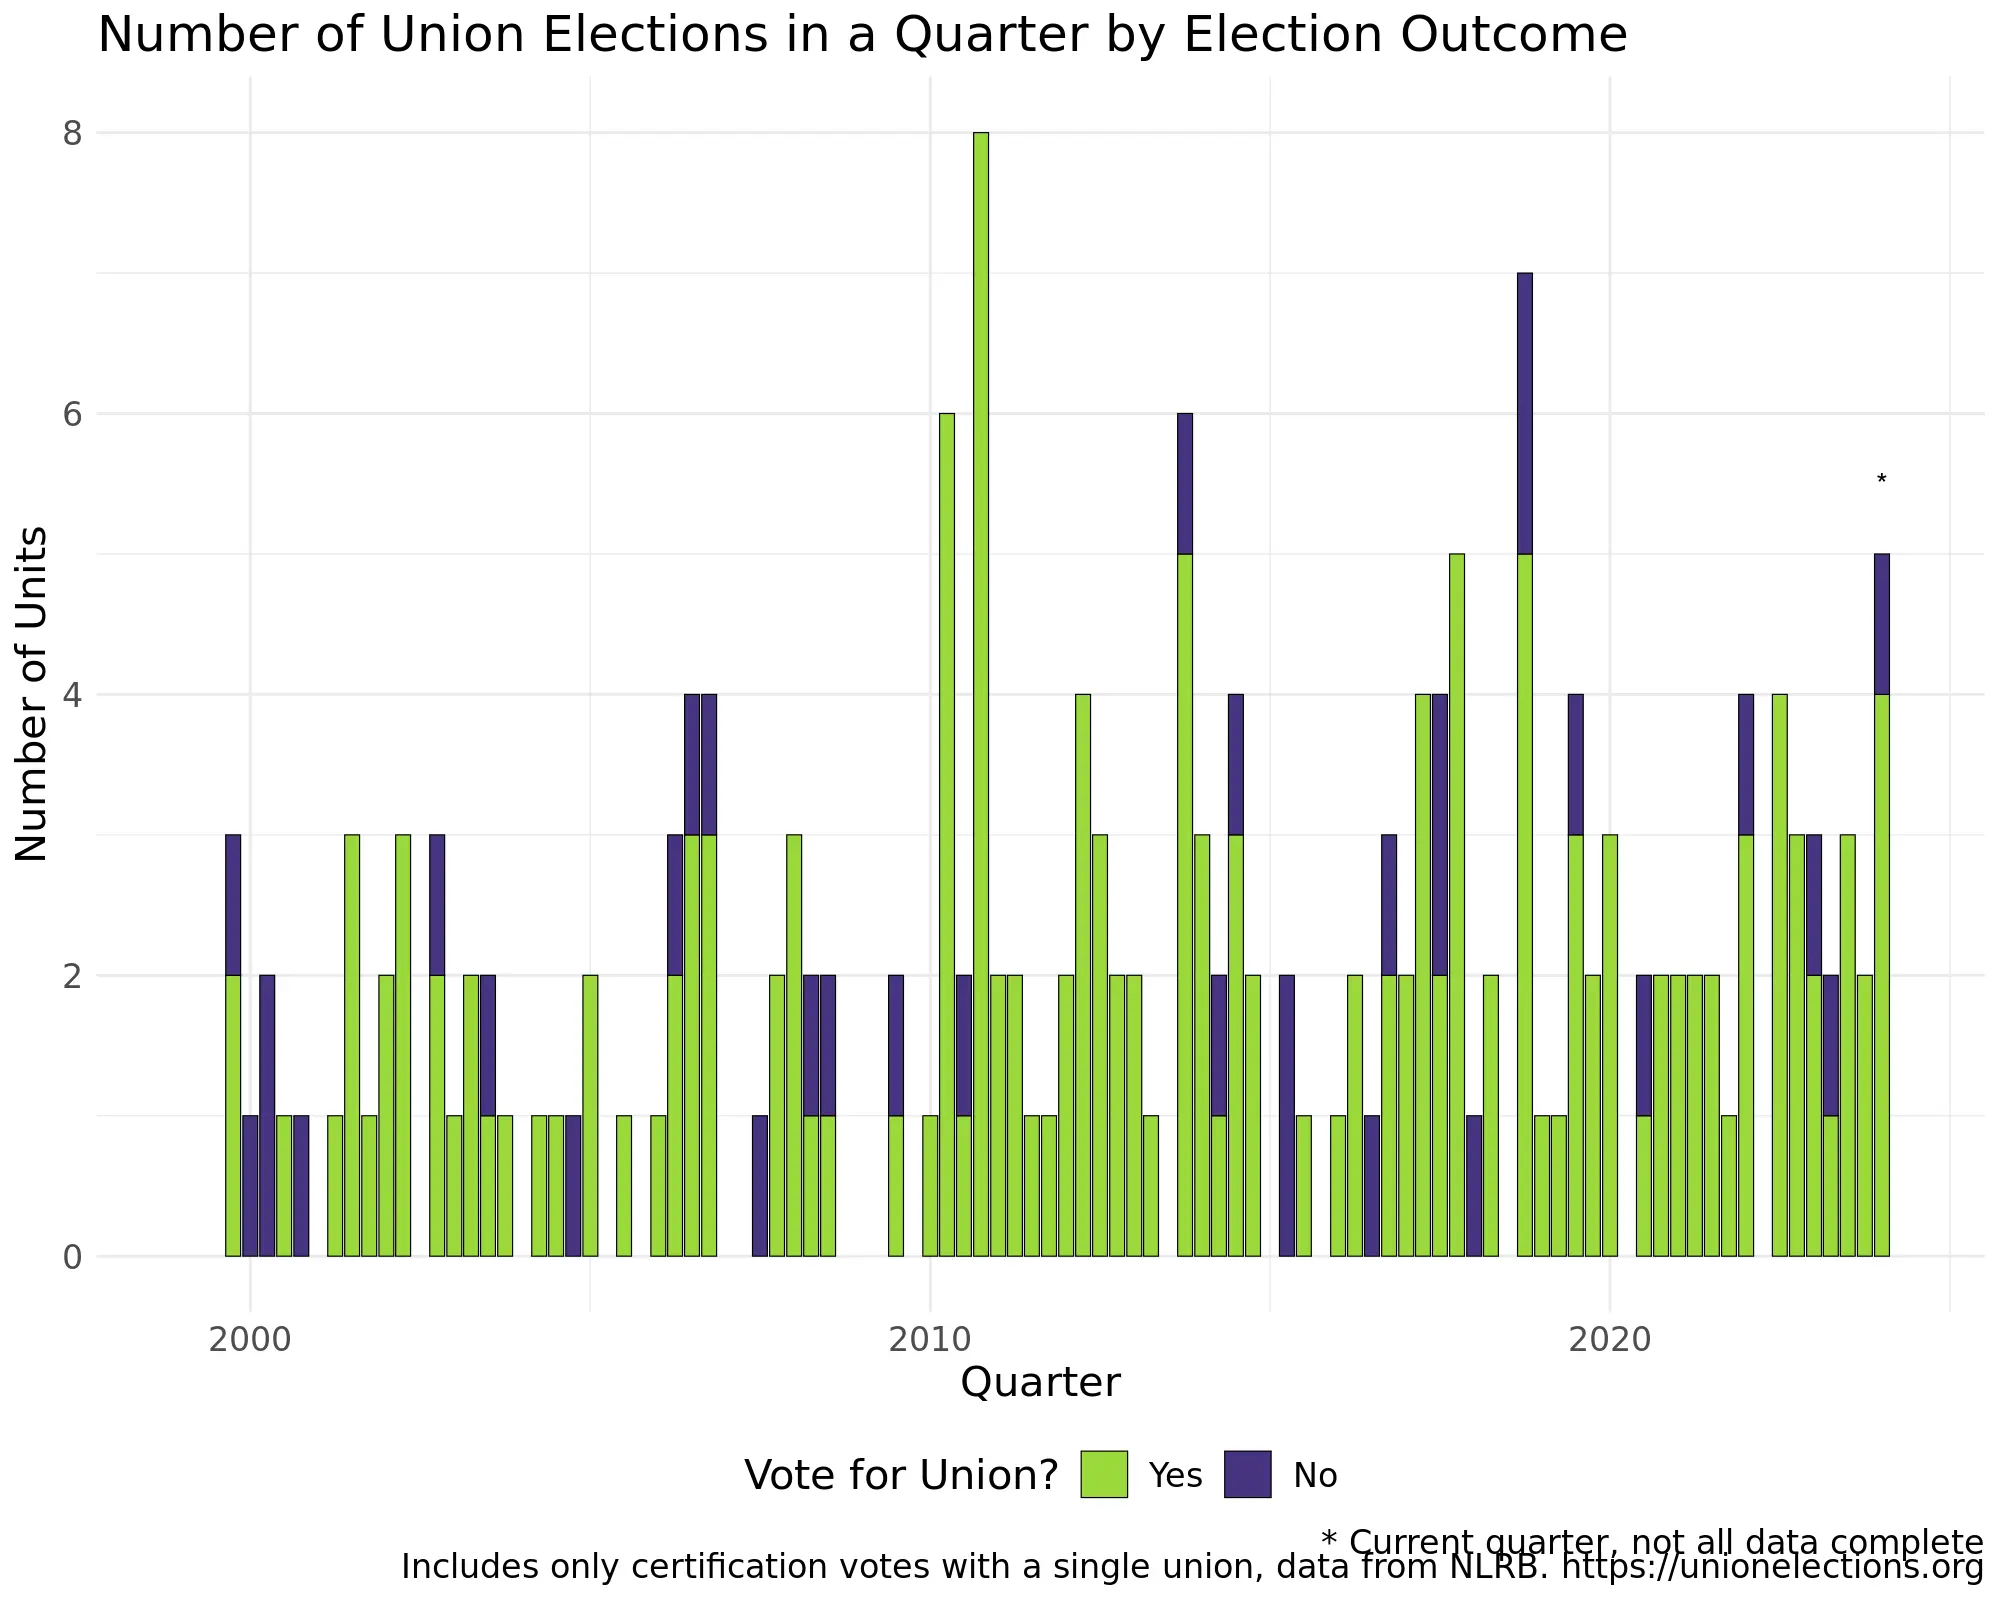 Number of Union Elections in a Quarter by Election Outcome
8
6
4
2
0
Number of Units
*
2000
2010
2020
Quarter
Vote for Union?
Yes
No
* Current quarter, not all data complete
Includes only certification votes with a single union, data from NLRB. https://unionelections.org